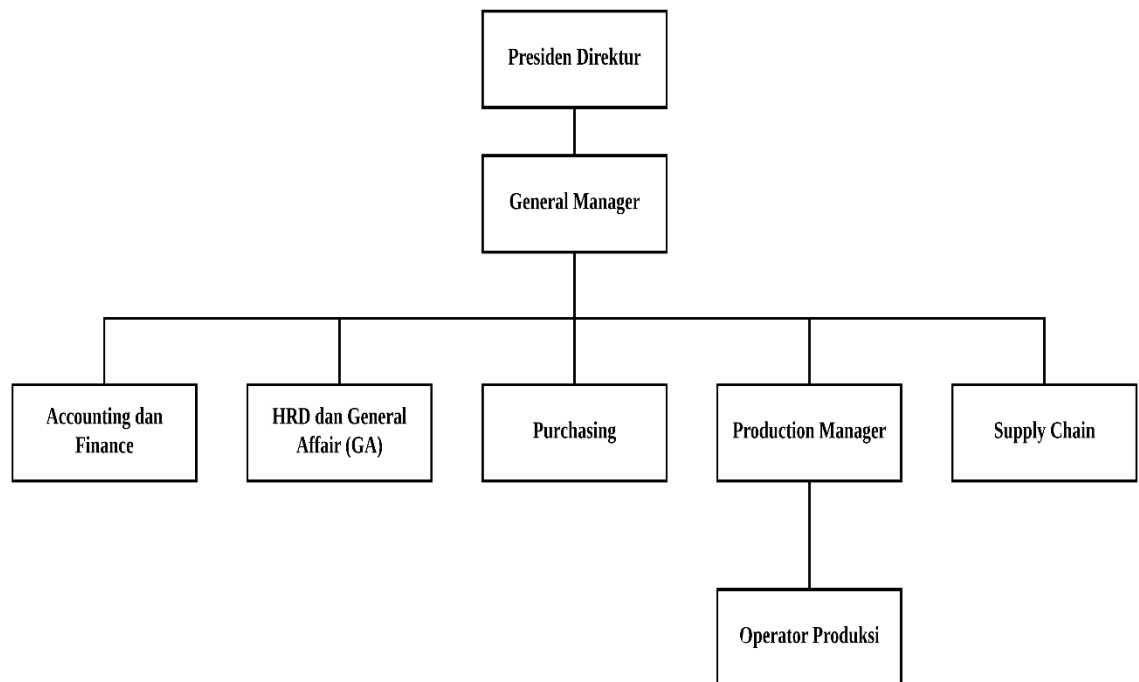 Presiden Direktur
General Manager
Accounting dan
Finance
HRD dan General
Affair (GA)
Purchasing
Production Manager
Supply Chain
Operator Produksi